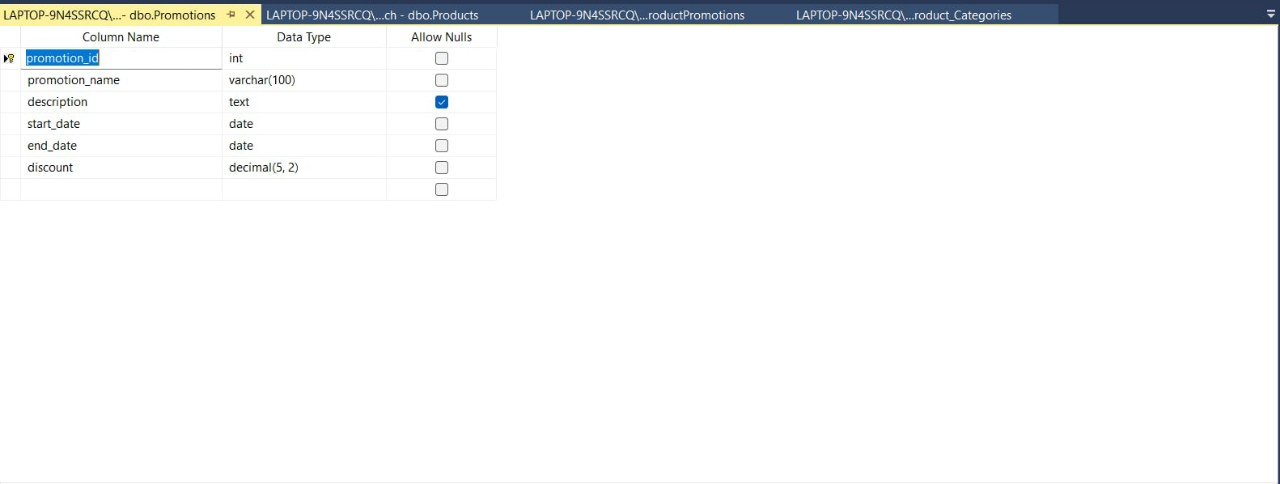 LAPTOP-9N4SSRCQ\...- dbo.Promotions LAPTOP-9N4SSRCQ\...ch - dbo.Products LAPTOP-9N4SSRCQ\...roductPromotions LAPTOP-9N4SSRCQ\...roduct_Categories
Column Name Data Type Allow Nulls
promotion_id int
promotion_name varchar(100)
description text
start_date date
end_date date
discount decimal(5, 2)